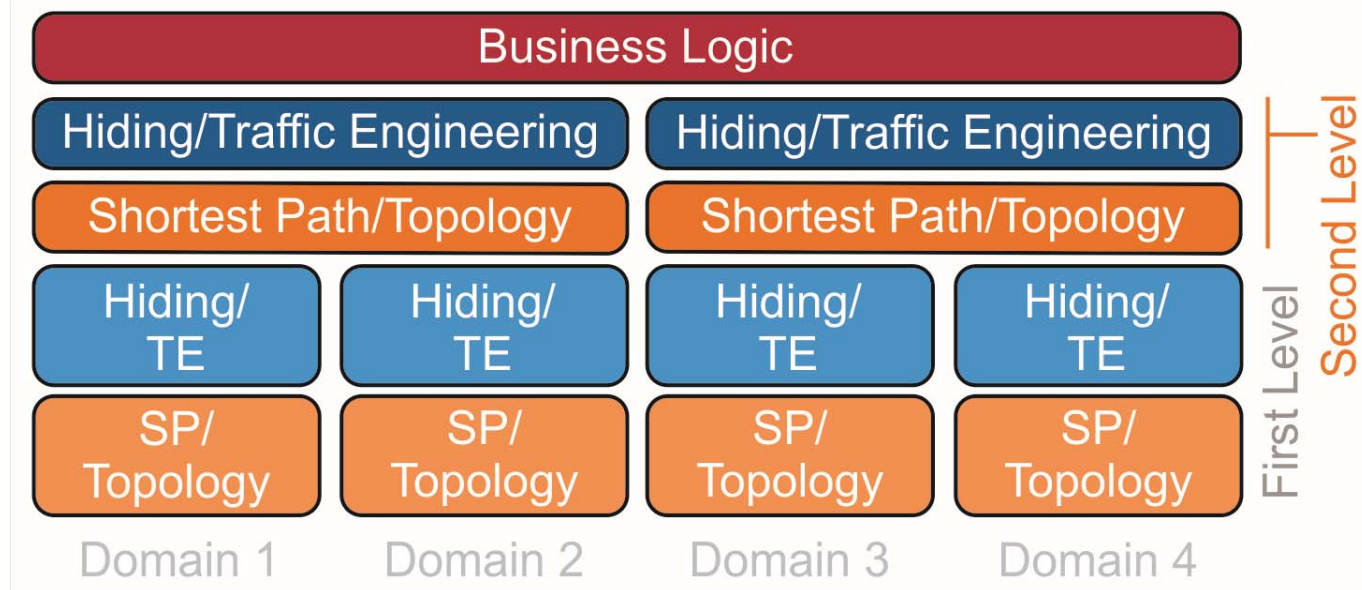 Business Logic
Hiding/Traffic Engineering
Hiding/Traffic Engineering
Shortest Path/Topology
Shortest Path/Topology
Hiding/
TE
Hiding/
TE
Hiding/
TE
Hiding/
TE
SP/
Topology
SP/
Topology
SP/
Topology
SP/
Topology
Domain 1
Domain 2
Domain 3
Domain 4
First Level
Second Level